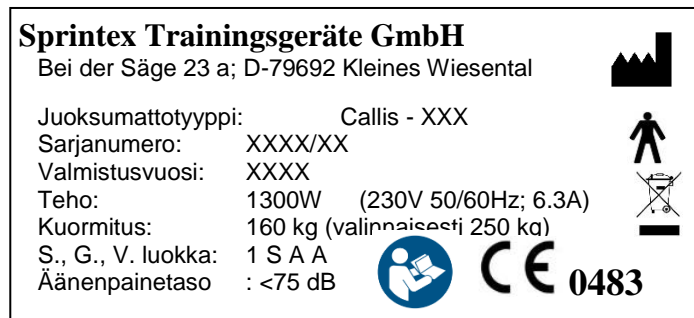 Sprintex Trainingsgeräte GmbH
Bei der Säge 23 a; D-79692 Kleines Wiesental
Juoksumattotyyppi: Callis - XXX
Sarjanumero: XXXX/XX
Valmistusvuosi: XXXX
Teho: 1300W (230V 50/60Hz; 6.3A)
Kuormitus: 160 kg (valinnaisesti 250 kg)
S., G., V. luokka: 1 S A A
Äänenpainetaso : <75 dB
CE 0483